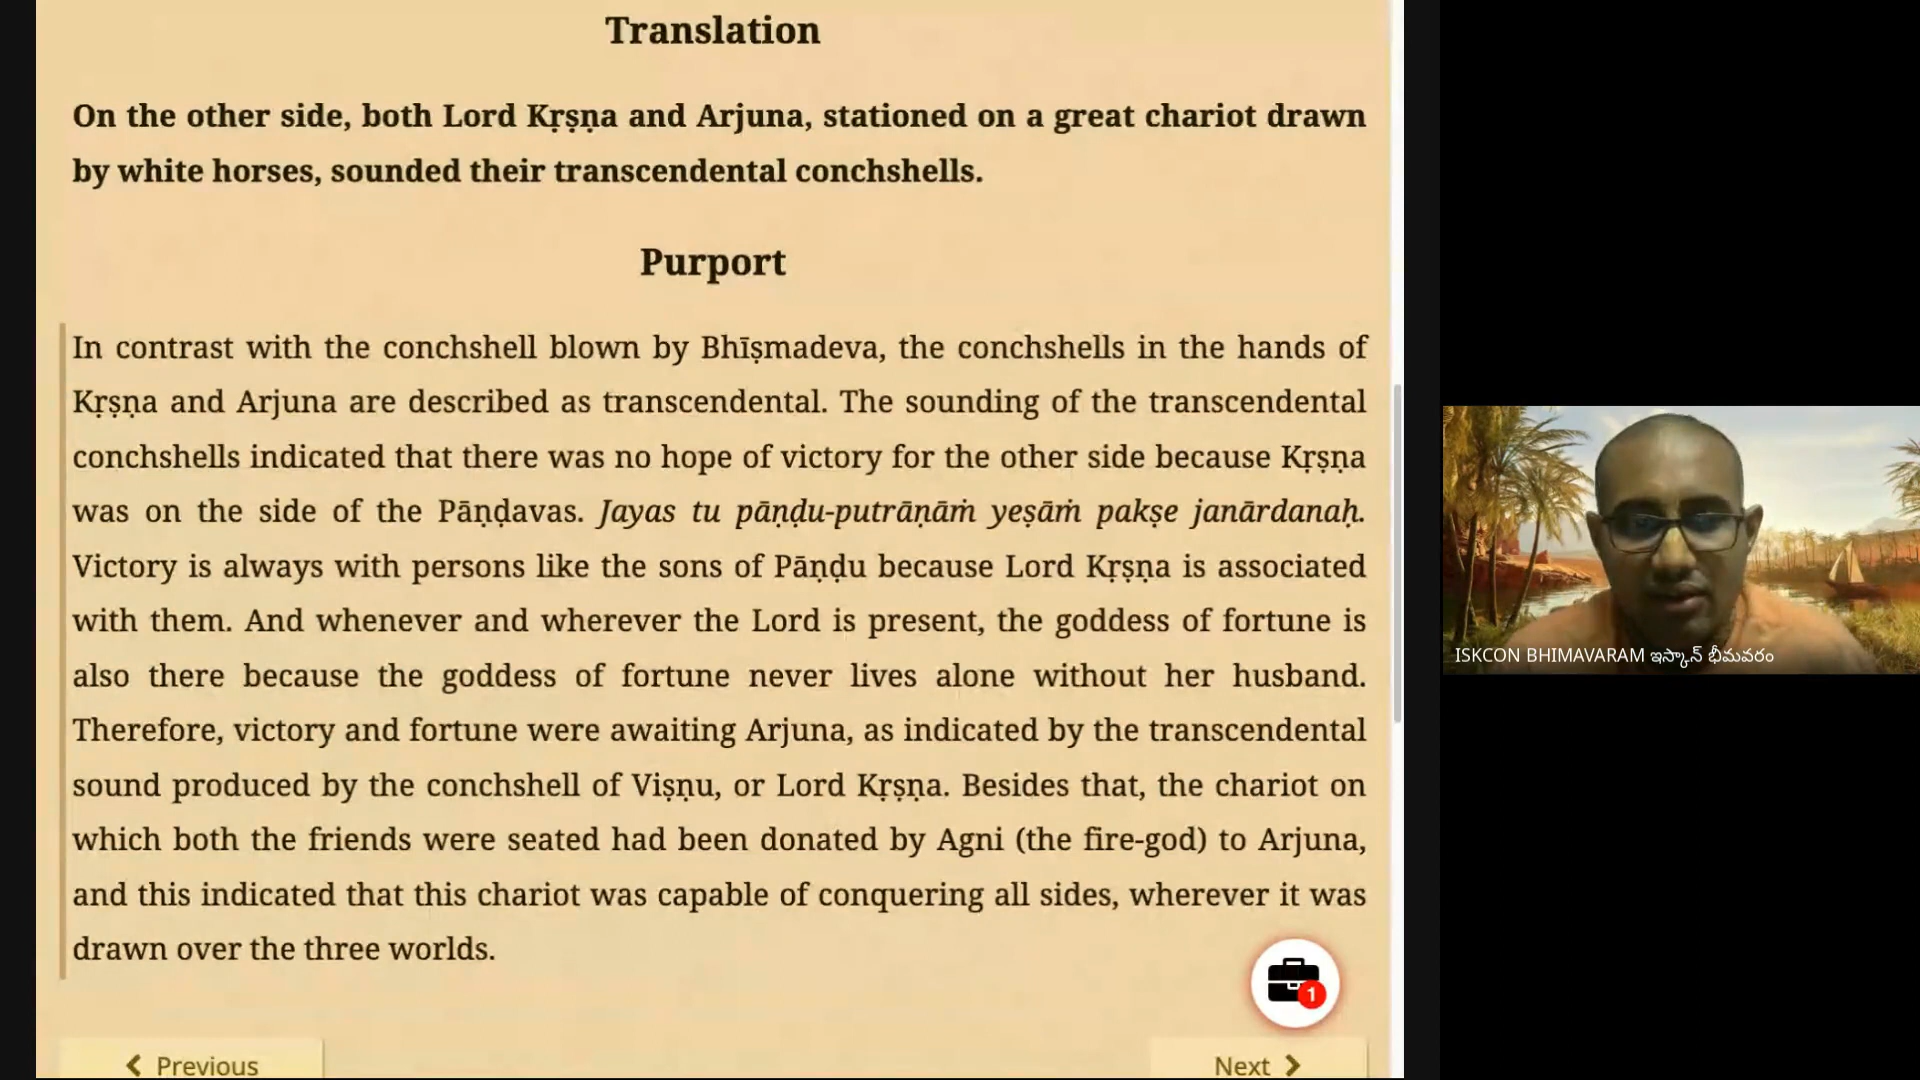 Translation
On the other side, both Lord Kṛṣṇa and Arjuna, stationed on a great chariot drawn
by white horses, sounded their transcendental conchshells.
Purport
In contrast with the conchshell blown by Bhīṣmadeva, the conchshells in the hands of
Kṛṣṇa and Arjuna are described as transcendental. The sounding of the transcendental
conchshells indicated that there was no hope of victory for the other side because Kṛṣṇa
was on the side of the Pāṇḍavas. Jayas tu pāṇḍu-putrāṇāṁ yeṣāṁ pakṣe janārdanaḥ.
Victory is always with persons like the sons of Pāṇḍu because Lord Kṛṣṇa is associated
with them. And whenever and wherever the Lord is present, the goddess of fortune is
also there because the goddess of fortune never lives alone without her husband.
Therefore, victory and fortune were awaiting Arjuna, as indicated by the transcendental
sound produced by the conchshell of Viṣṇu, or Lord Kṛṣṇa. Besides that, the chariot on
which both the friends were seated had been donated by Agni (the fire-god) to Arjuna,
and this indicated that this chariot was capable of conquering all sides, wherever it was
drawn over the three worlds.
1
Previous
Next
ISKCON BHIMAVARAM ఇస్కాన్ భీమవరం